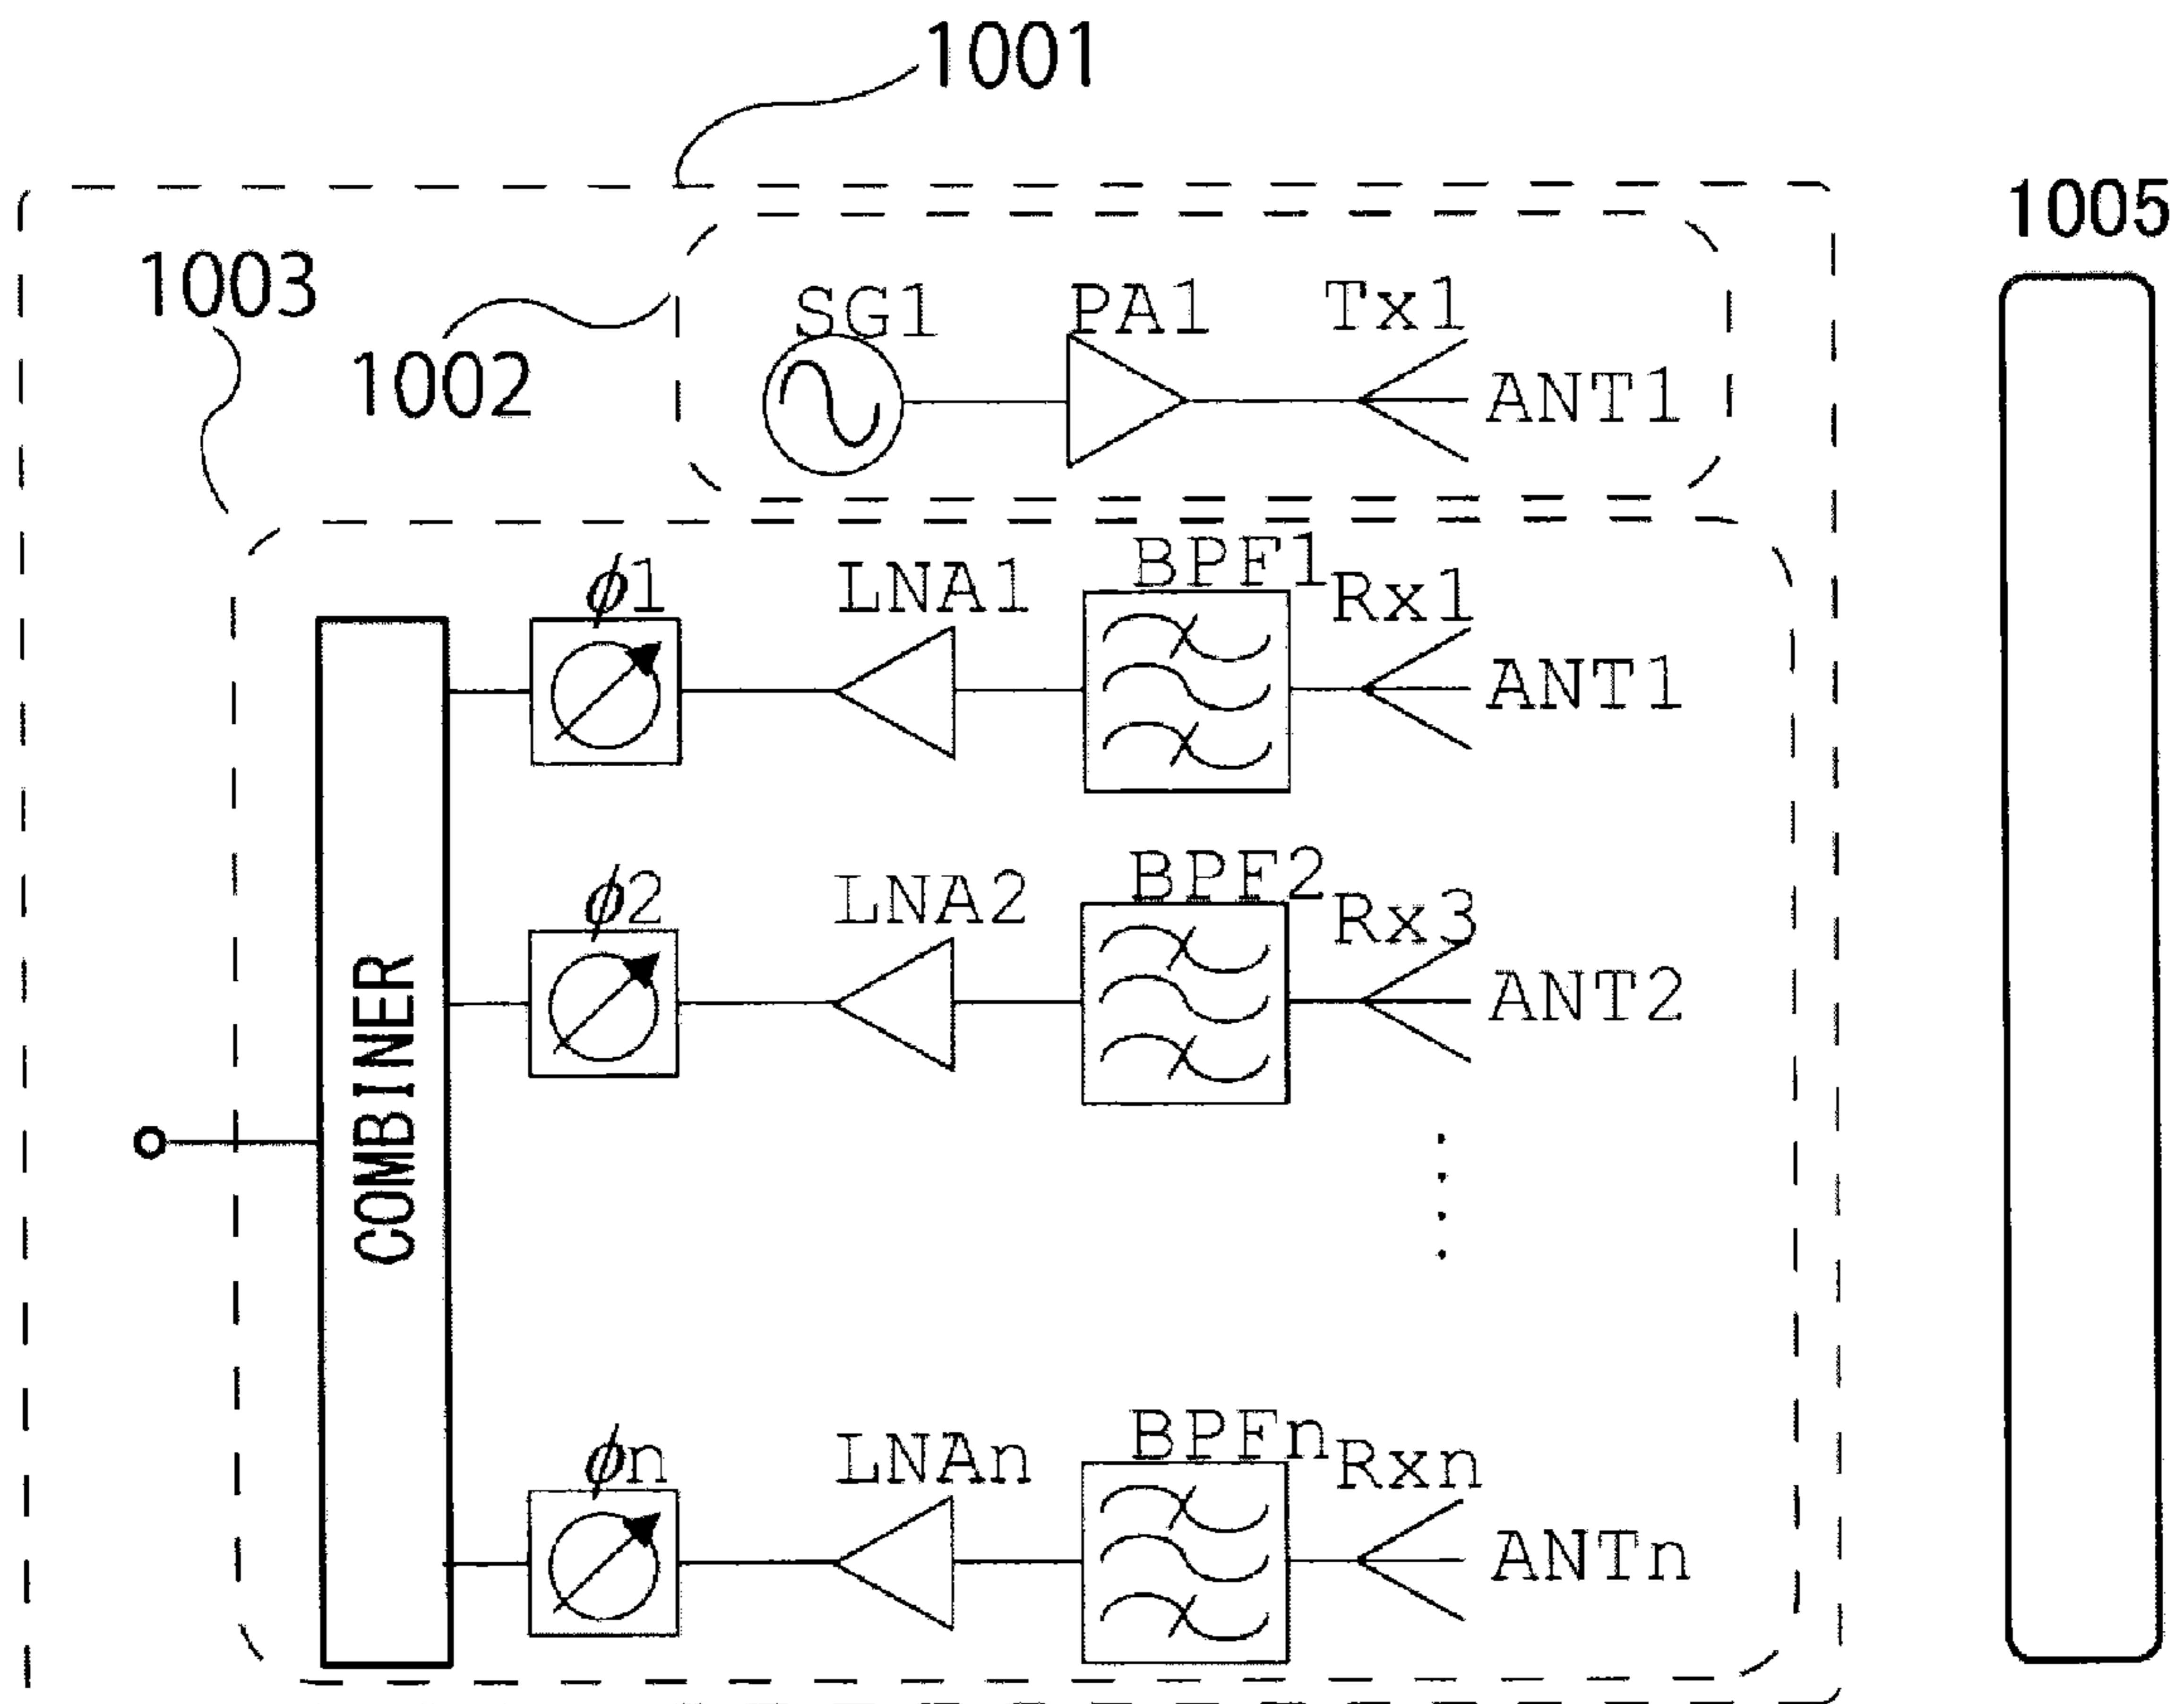 1001
1005
1003
1002
SG1 PA1 Tx1
ANT1
ϕ1 LNA1 BPF1 Rx1
ANT1
ϕ2 LNA2 BPF2 Rx3
ANT2
COMBINER
ϕn LNAn BPFn Rxn
ANTn